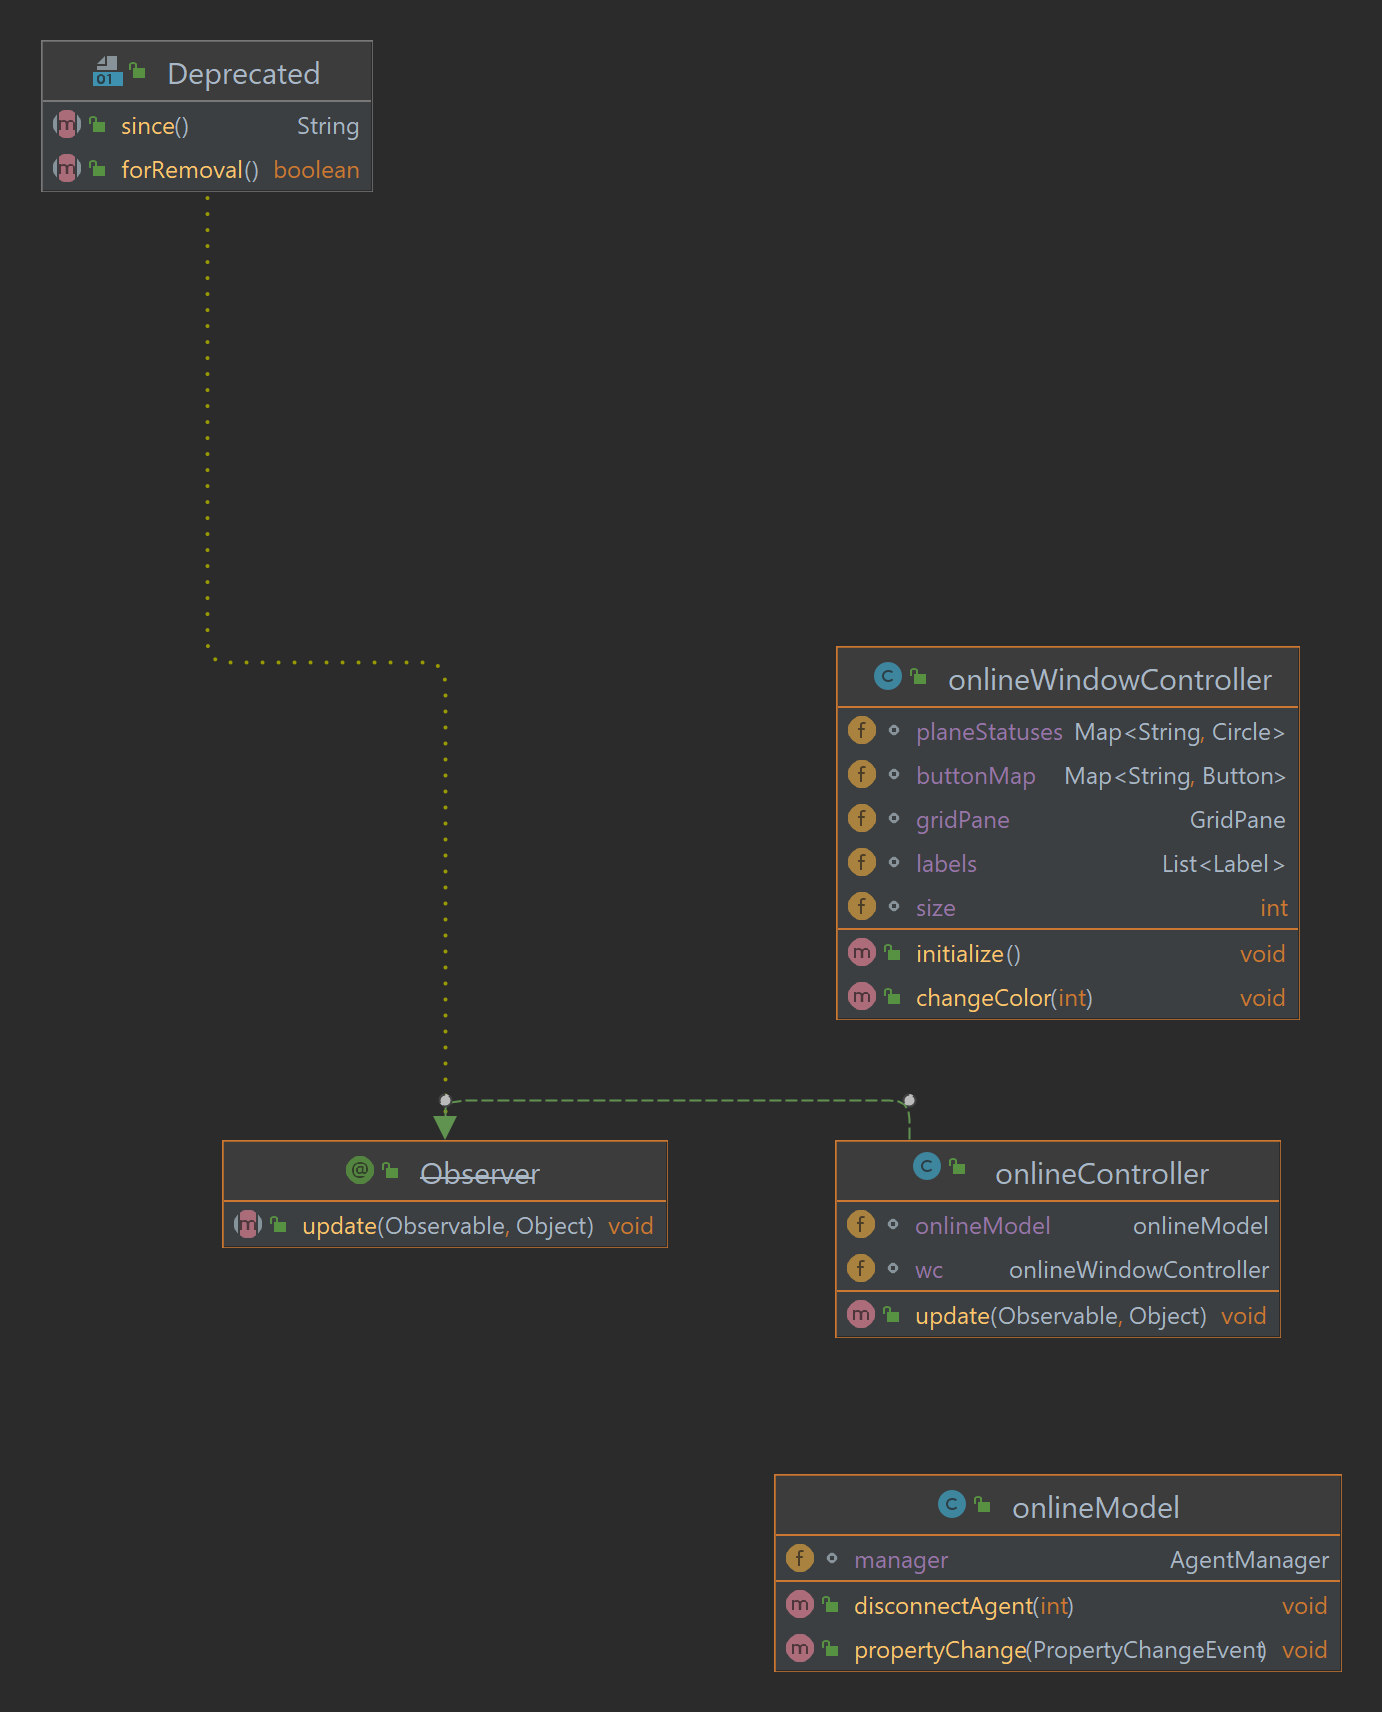 01 Deprecated
m since() String
m forRemoval() boolean
C onlineWindowController
f planeStatuses Map<String, Circle>
f buttonMap Map<String, Button>
f gridPane GridPane
f labels List<Label>
f size int
m initialize() void
m changeColor(int) void
@ Observer
m update(Observable, Object) void
C onlineController
f onlineModel onlineModel
f wc onlineWindowController
m update(Observable, Object) void
C onlineModel
f manager AgentManager
m disconnectAgent(int) void
m propertyChange(PropertyChangeEvent) void